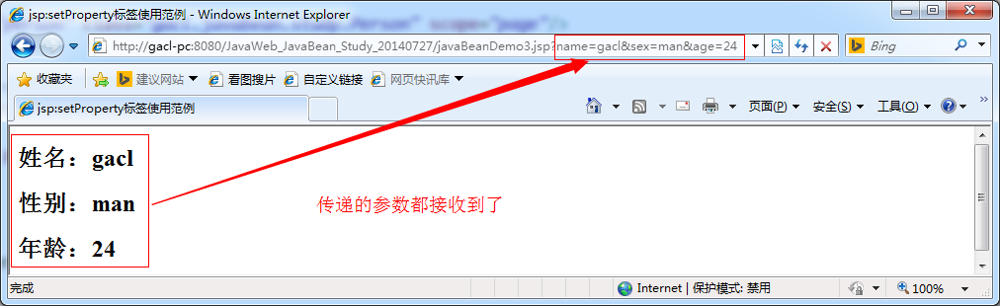 jsp:setProperty标签使用范例 - Windows Internet Explorer
http://gacl-pc:8080/JavaWeb_JavaBean_Study_20140727/javaBeanDemo3.jsp?name=gacl&sex=man&age=24
Bing
收藏夹 建议网站 看图搜片 自定义链接 网页快讯库
jsp:setProperty标签使用范例
页面(P) 安全(S) 工具(O)
姓名：gacl
性别：man
传递的参数都接收到了
年龄：24
完成 Internet | 保护模式: 禁用 100%